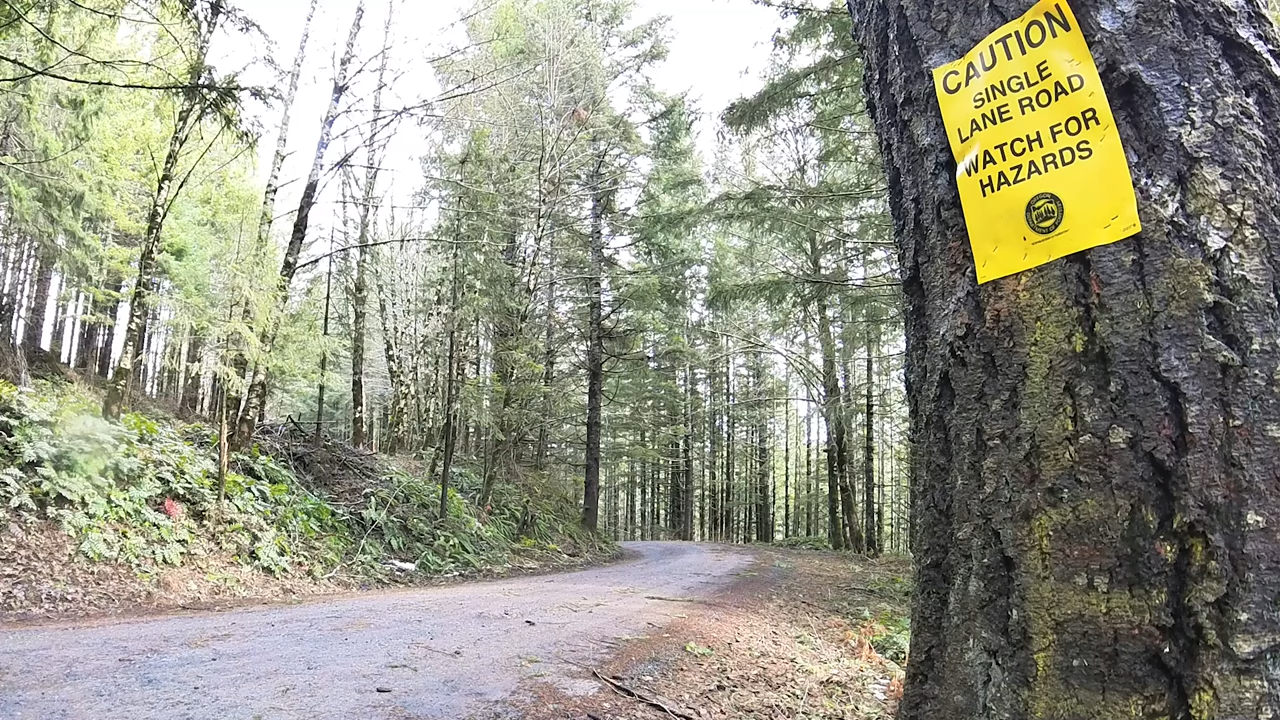 CAUTION
SINGLE
LANE ROAD
WATCH FOR
HAZARDS